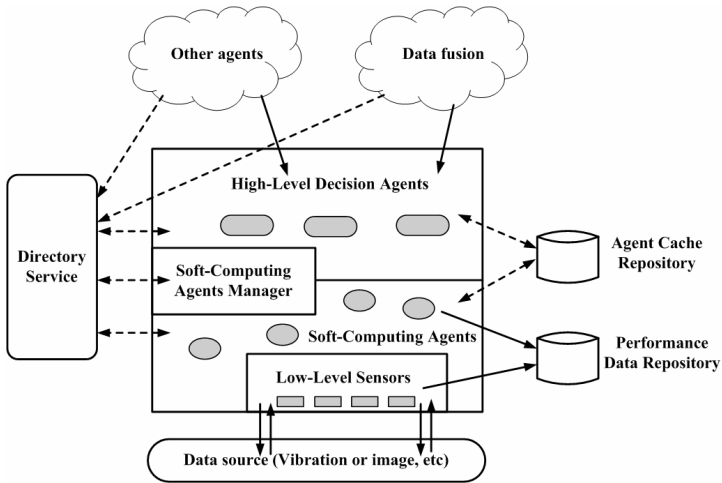 Other agents
Data fusion
High-Level Decision Agents
Directory
Service
Soft-Computing
Agents Manager
Agent Cache
Repository
Soft-Computing Agents
Performance
Data Repository
Low-Level Sensors
Data source (Vibration or image, etc)